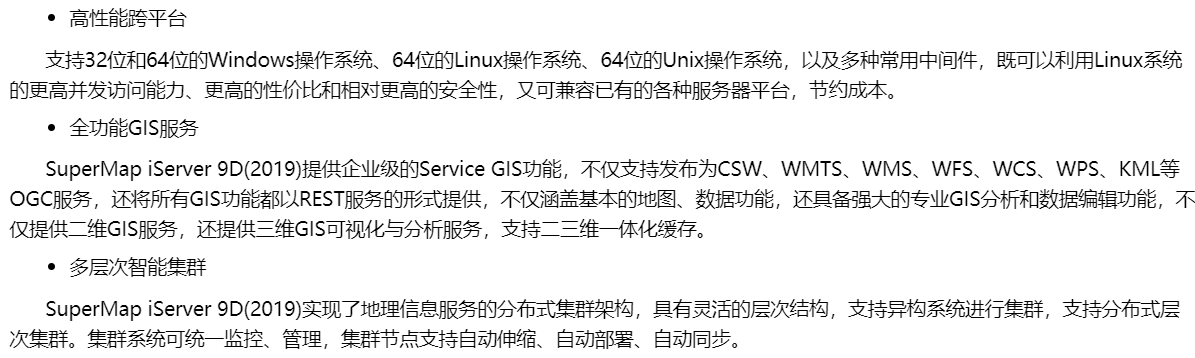 • 高性能跨平台
支持32位和64位的Windows操作系统、64位的Linux操作系统、64位的Unix操作系统，以及多种常用中间件，既可以利用Linux系统
的更高并发访问能力、更高的性价比和相对更高的安全性，又可兼容已有的各种服务器平台，节约成本。
• 全功能GIS服务
SuperMap iServer 9D(2019)提供企业级的Service GIS功能，不仅支持发布为CSW、WMTS、WMS、WFS、WCS、WPS、KML等
OGC服务，还将所有GIS功能都以REST服务的形式提供，不仅涵盖基本的地图、数据功能，还具备强大的专业GIS分析和数据编辑功能，不
仅提供二维GIS服务，还提供三维GIS可视化与分析服务，支持二三维一体化缓存。
• 多层次智能集群
SuperMap iServer 9D(2019)实现了地理信息服务的分布式集群架构，具有灵活的层次结构，支持异构系统进行集群，支持分布式层
次集群。集群系统可统一监控、管理，集群节点支持自动伸缩、自动部署、自动同步。